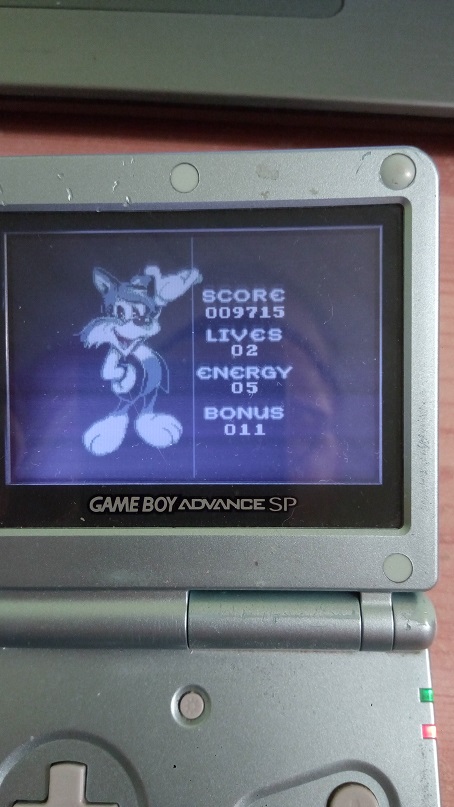 SCORE
009715
LIVES
02
ENERGY
05
BONUS
011
GAME BOY ADVANCE SP